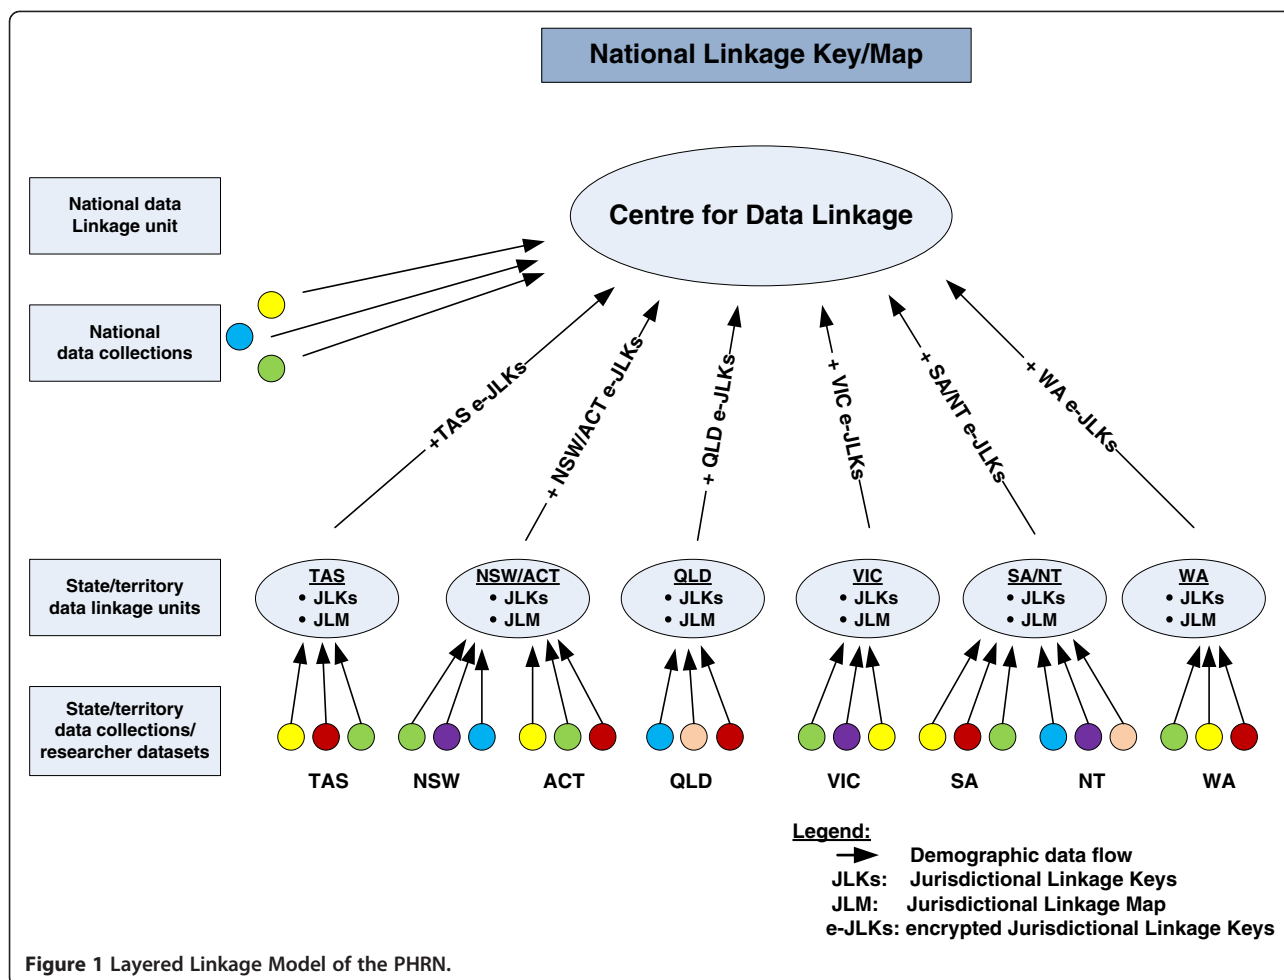 National Linkage Key/Map
Centre for Data Linkage
National data
Linkage unit
National
data collections
+TAS e-JLKs
+ NSW/ACT e-JLKs
+ QLD e-JLKs
+ VIC e-JLKs
+ SA/NT e-JLKs
+ WA e-JLKs
State/territory
data linkage units
TAS
• JLKs
• JLM
NSW/ACT
• JLKs
• JLM
QLD
• JLKs
• JLM
VIC
• JLKs
• JLM
SA/NT
• JLKs
• JLM
WA
• JLKs
• JLM
State/territory
data collections/
researcher datasets
TAS NSW ACT QLD VIC SA NT WA
Legend:
Demographic data flow
JLKs: Jurisdictional Linkage Keys
JLM: Jurisdictional Linkage Map
e-JLKs: encrypted Jurisdictional Linkage Keys
Figure 1 Layered Linkage Model of the PHRN.